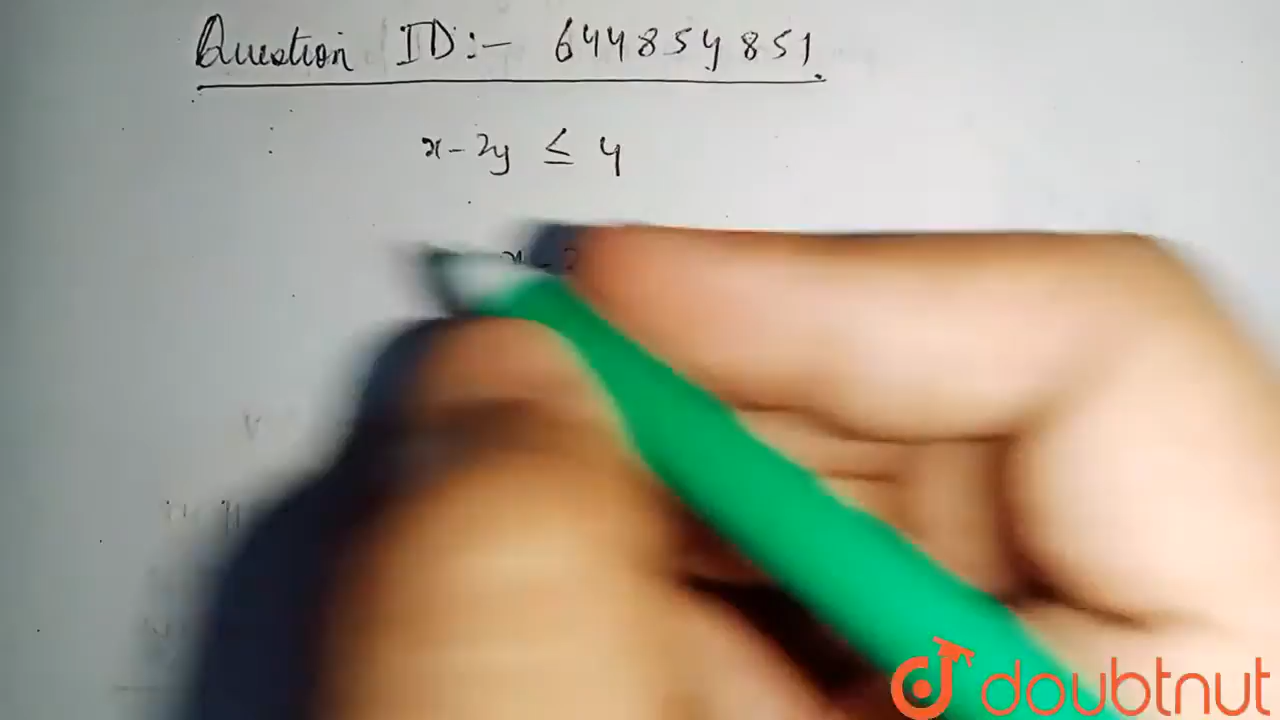 Question ID:- 644854851.
x-2y ≤ 4
x -
doubtnut